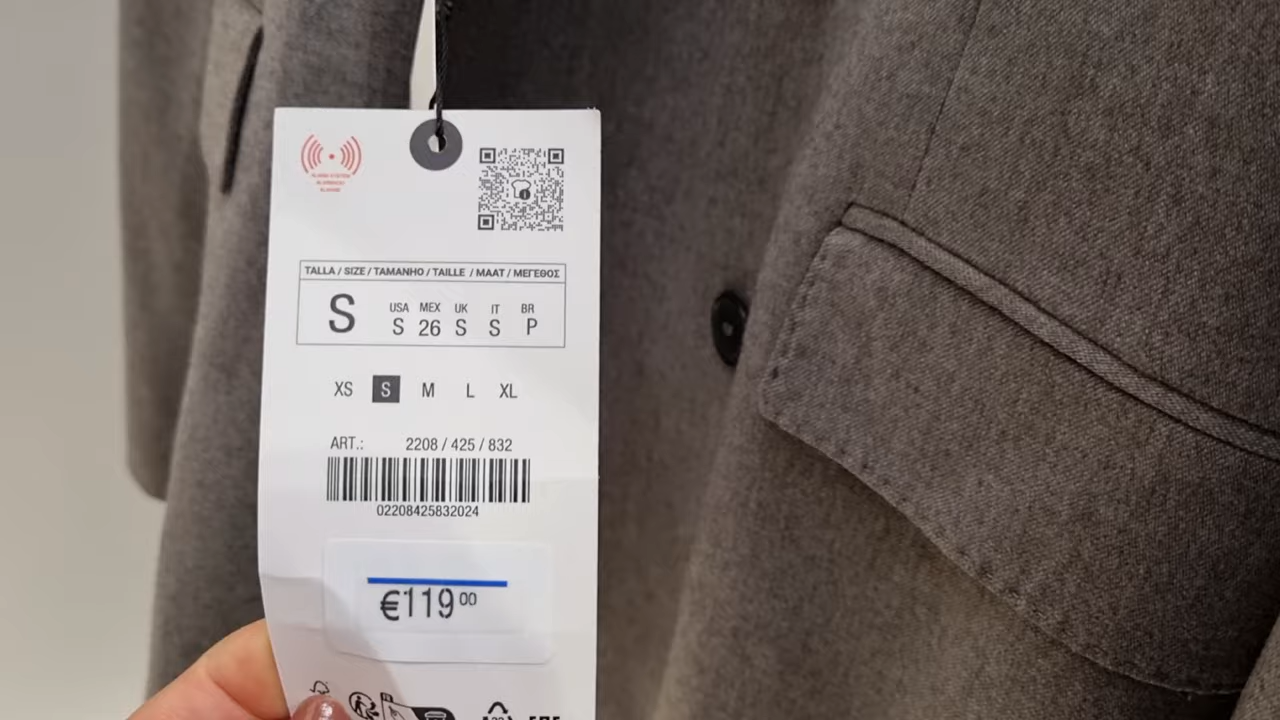 TALLA / SIZE / TAMANHO / TAILLE / MAAT / ΜΕΓΕΘΟΣ
S
USA MEX UK IT BR
S 26 S S P
XS S M L XL
ART.: 2208 / 425 / 832
02208425832024
€119 00